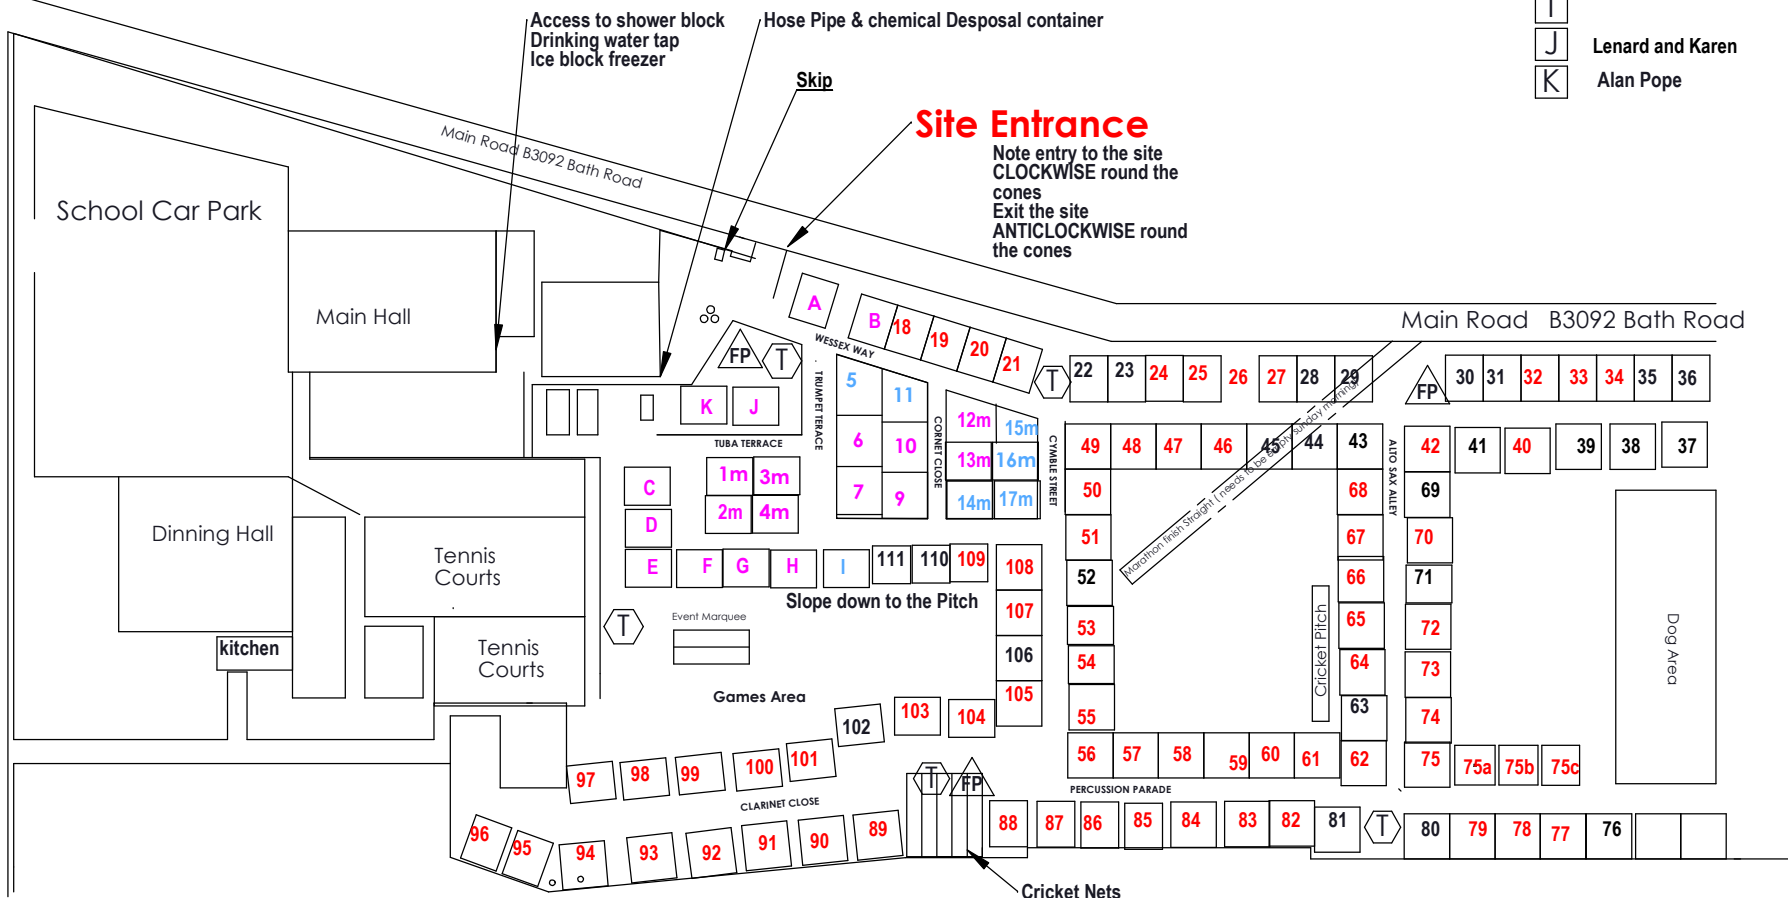 Access to shower block
Drinking water tap
Ice block freezer
Hose Pipe & chemical Desposal container
Skip
Site Entrance
Note entry to the site
CLOCKWISE round the
cones
Exit the site
ANTICLOCKWISE round
the cones
T
J Lenard and Karen
K Alan Pope
Main Road B3092 Bath Road
School Car Park
Main Hall
Main Road B3092 Bath Road
A
B 18 19 20 21
WESSEX WAY
FP T
T 22 23 24 25 26 27 28 29
FP 30 31 32 33 34 35 36
K J
TUBA TERRACE
TRUMPET TERACE
5 11
6 10
7 9
CORNET CLOSE
12m 15m
13m 16m
14m 17m
CYMBLE STREET
49 48 47 46 45 44 43
ALTO SAX ALLEY
42 41 40 39 38 37
Marathon finish Straight ( needs to be empty sunday morning)
1m 3m
2m 4m
C
D
E F G H I 111 110 109 108
Slope down to the Pitch
50 68 69
51 67 70
52 66 71
53 65 72
54 64 73
55 63 74
56 57 58 59 60 61 62 75 75a 75b 75c
Cricket Pitch
Dog Area
107
106
105
Dinning Hall
Tennis
Courts
Tennis
Courts
kitchen
T
Event Marquee
Games Area
97 98 99 100 101 102 103 104
CLARINET CLOSE
PERCUSSION PARADE
T FP
96 95 94 93 92 91 90 89
88 87 86 85 84 83 82 81 T 80 79 78 77 76
Cricket Nets